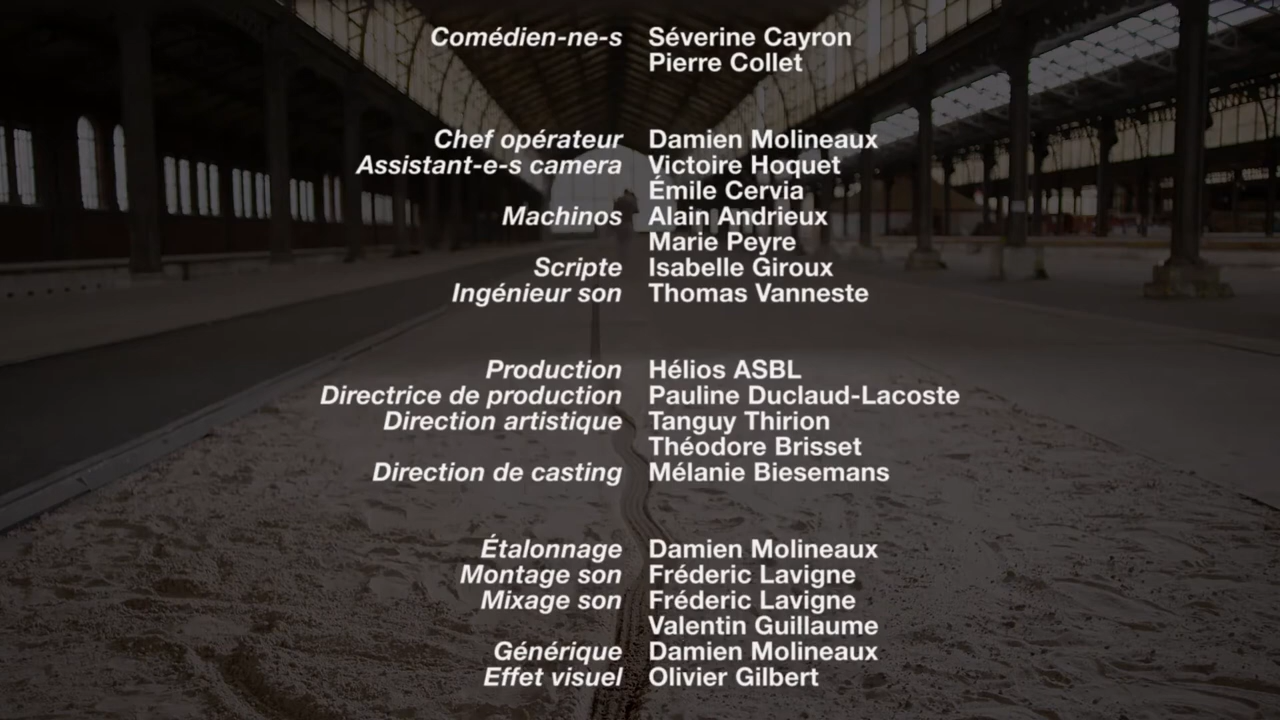 Comédien-ne-s Séverine Cayron
Pierre Collet
Chef opérateur Damien Molineaux
Assistant-e-s camera Victoire Hoquet
Émile Cervia
Machinos Alain Andrieux
Marie Peyre
Scripte Isabelle Giroux
Ingénieur son Thomas Vanneste
Production Hélios ASBL
Directrice de production Pauline Duclaud-Lacoste
Direction artistique Tanguy Thirion
Théodore Brisset
Direction de casting Mélanie Biesemans
Étalonnage Damien Molineaux
Montage son Fréderic Lavigne
Mixage son Fréderic Lavigne
Valentin Guillaume
Générique Damien Molineaux
Effet visuel Olivier Gilbert